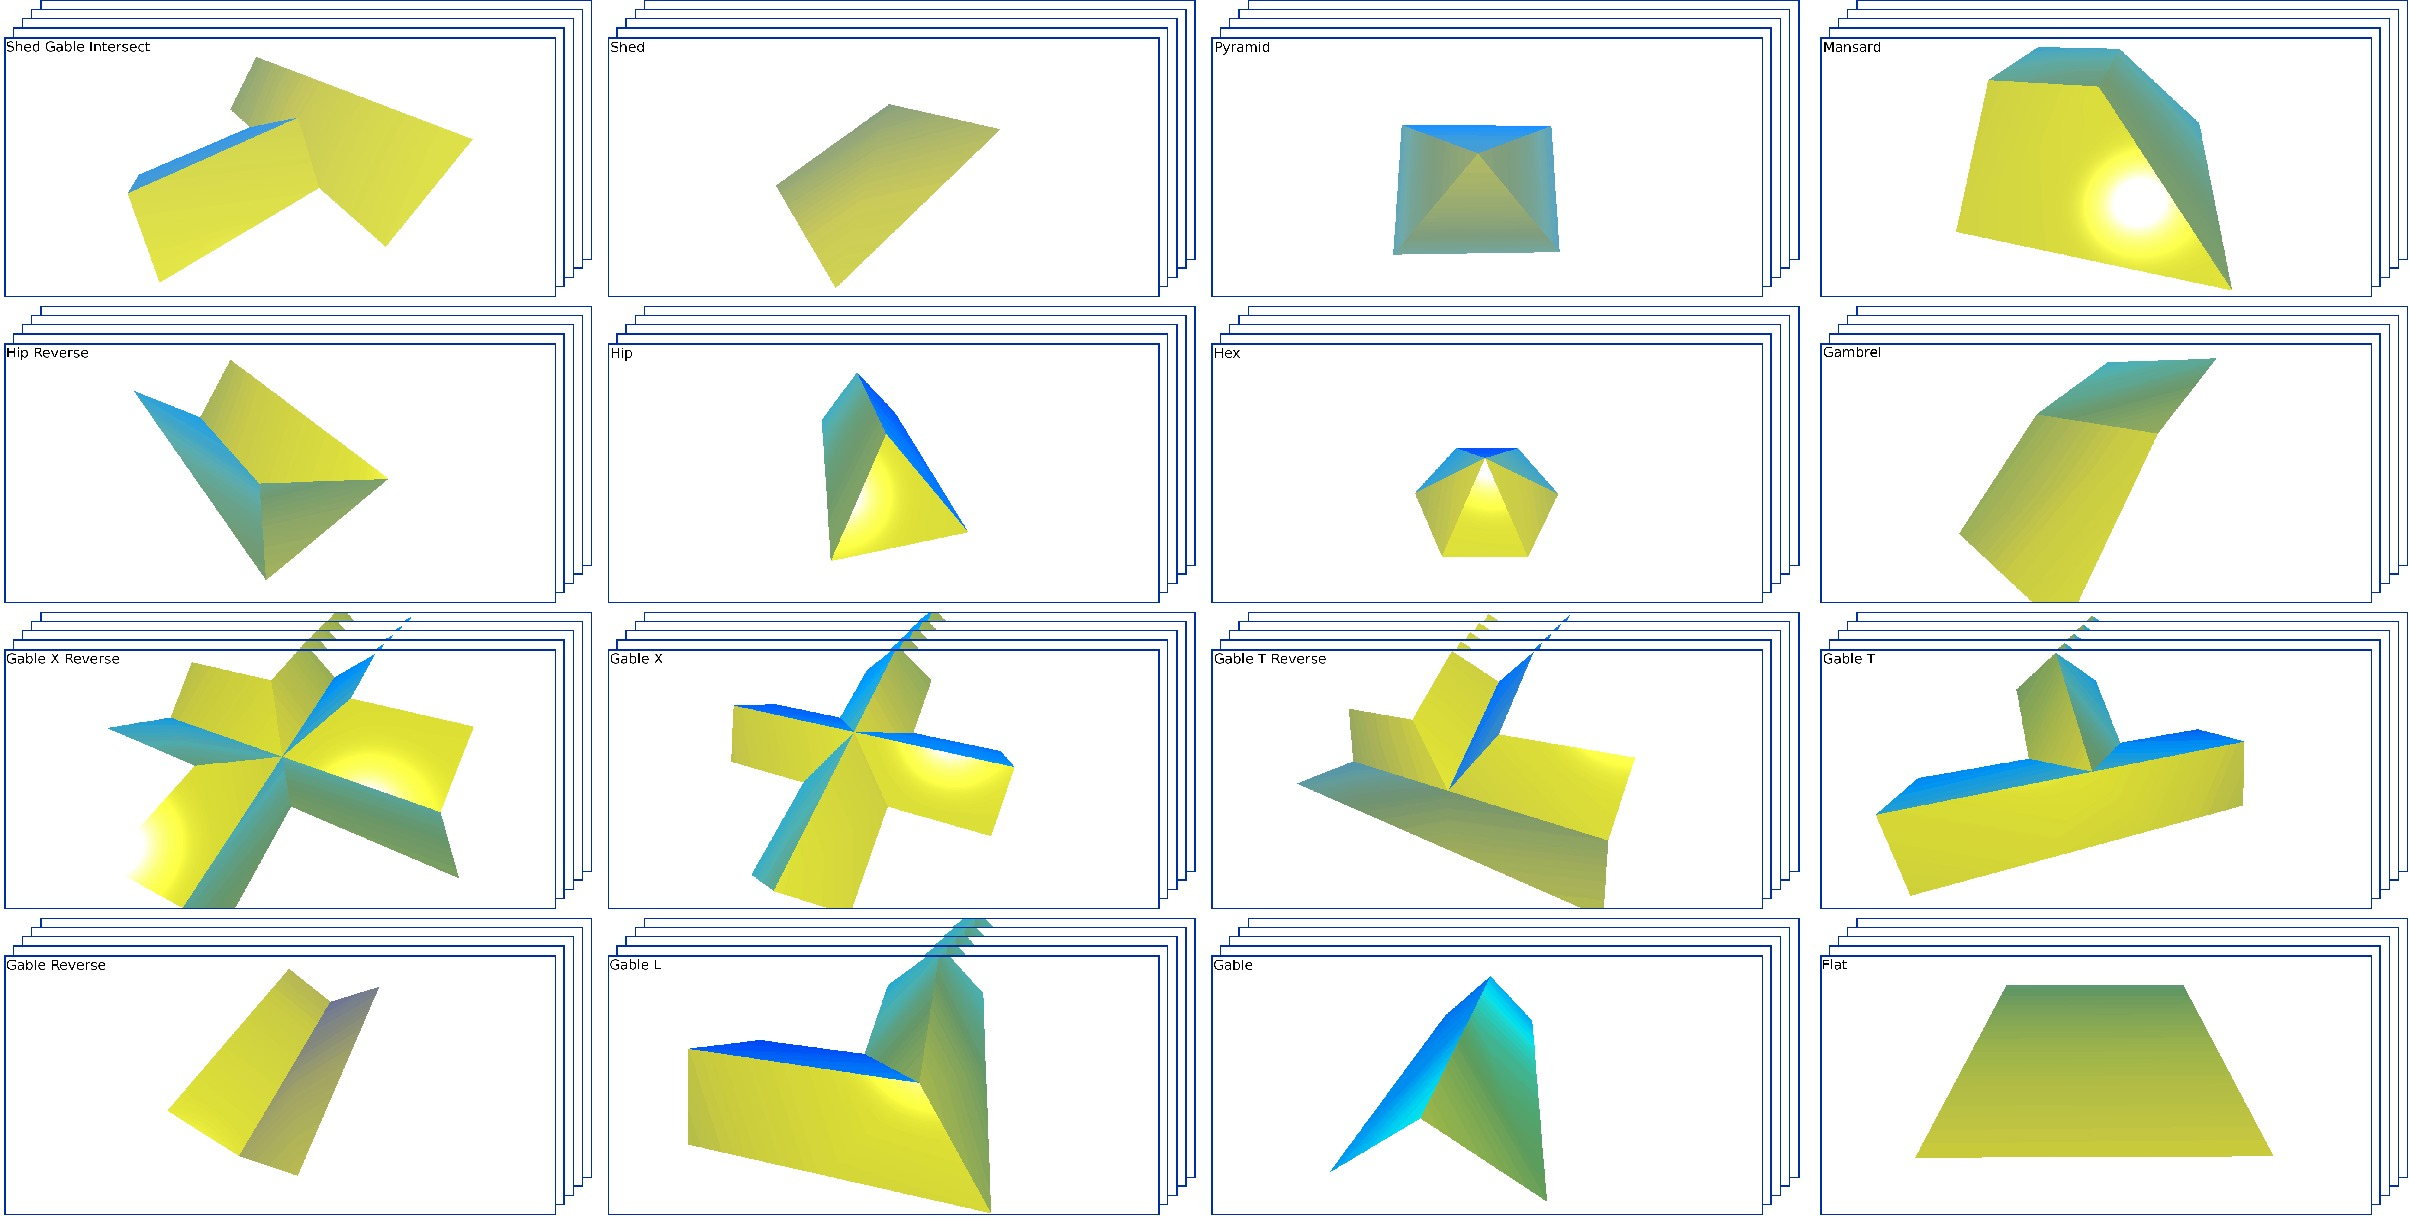 Shed Gable Intersect
Shed
Pyramid
Mansard
Hip Reverse
Hip
Hex
Gambrel
Gable X Reverse
Gable X
Gable T Reverse
Gable T
Gable Reverse
Gable L
Gable
Flat